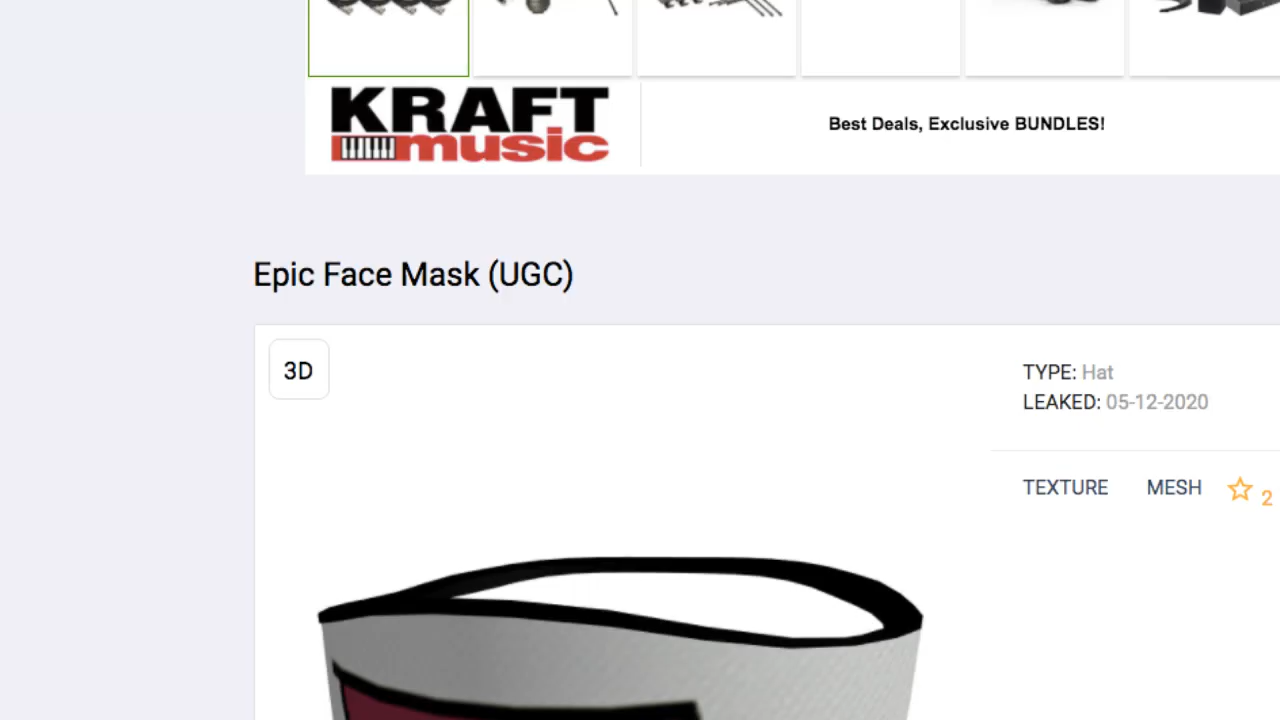 KRAFT
music
Best Deals, Exclusive BUNDLES!
Epic Face Mask (UGC)
3D
TYPE: Hat
LEAKED: 05-12-2020
TEXTURE MESH 2